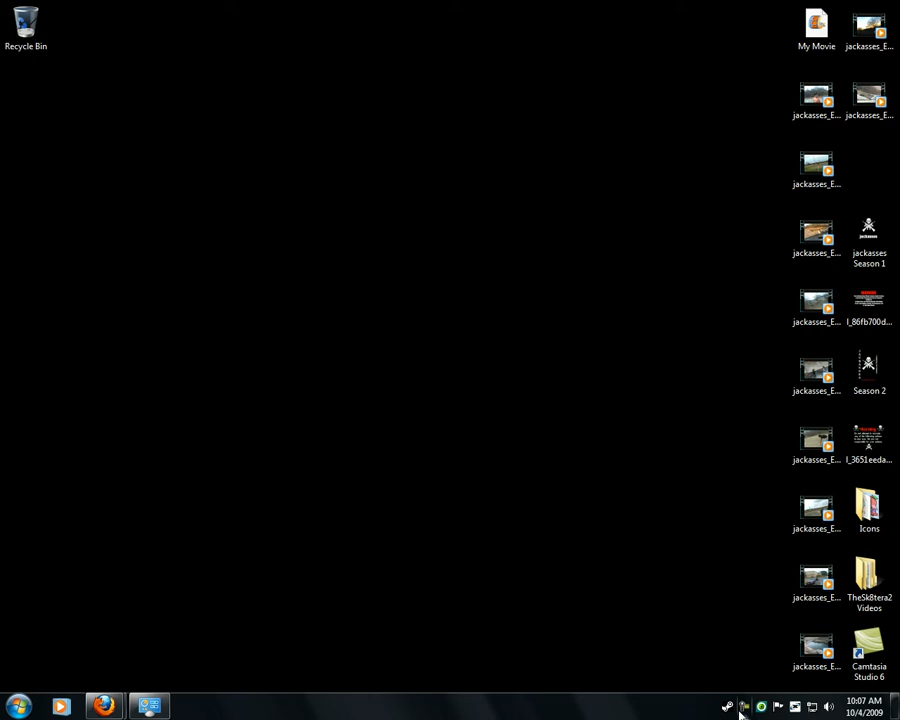 Recycle Bin
My Movie
jackasses_E...
jackasses_E...
jackasses_E...
jackasses_E...
jackasses_E...
jackasses
Season 1
jackasses_E...
l_86fb700d...
jackasses_E...
Season 2
jackasses_E...
l_3651eeda...
jackasses_E...
Icons
jackasses_E...
TheSk8tera2
Videos
jackasses_E...
Camtasia
Studio 6
10:07 AM
10/4/2009